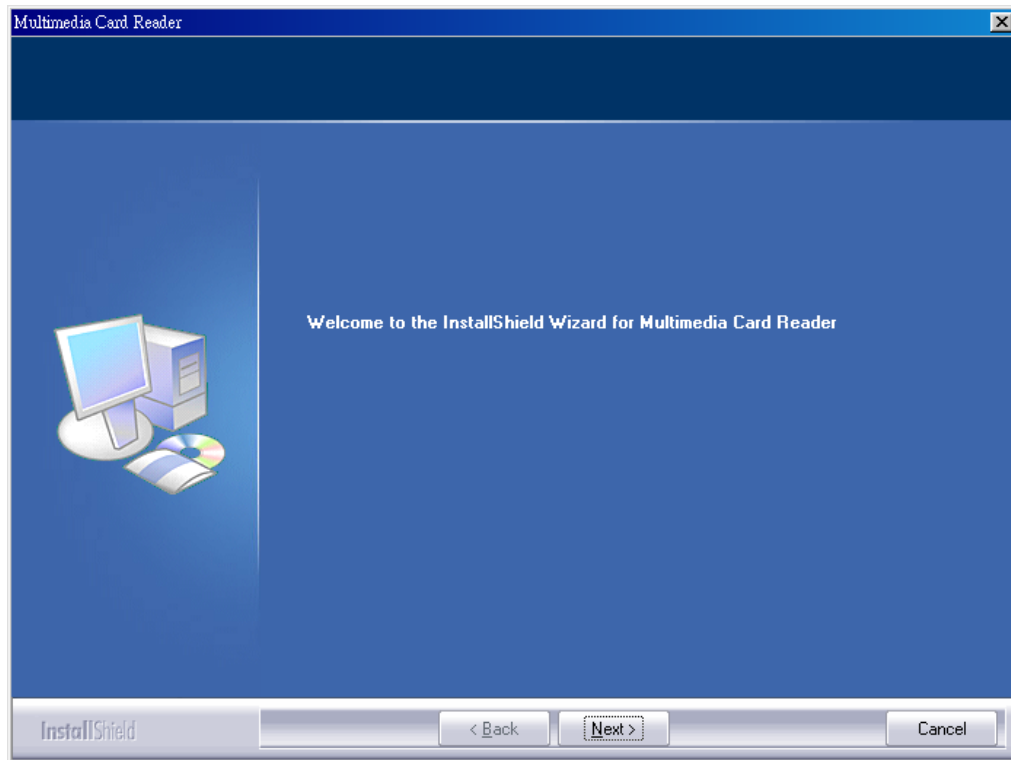 Multimedia Card Reader
Welcome to the InstallShield Wizard for Multimedia Card Reader
InstallShield
< Back
Next >
Cancel